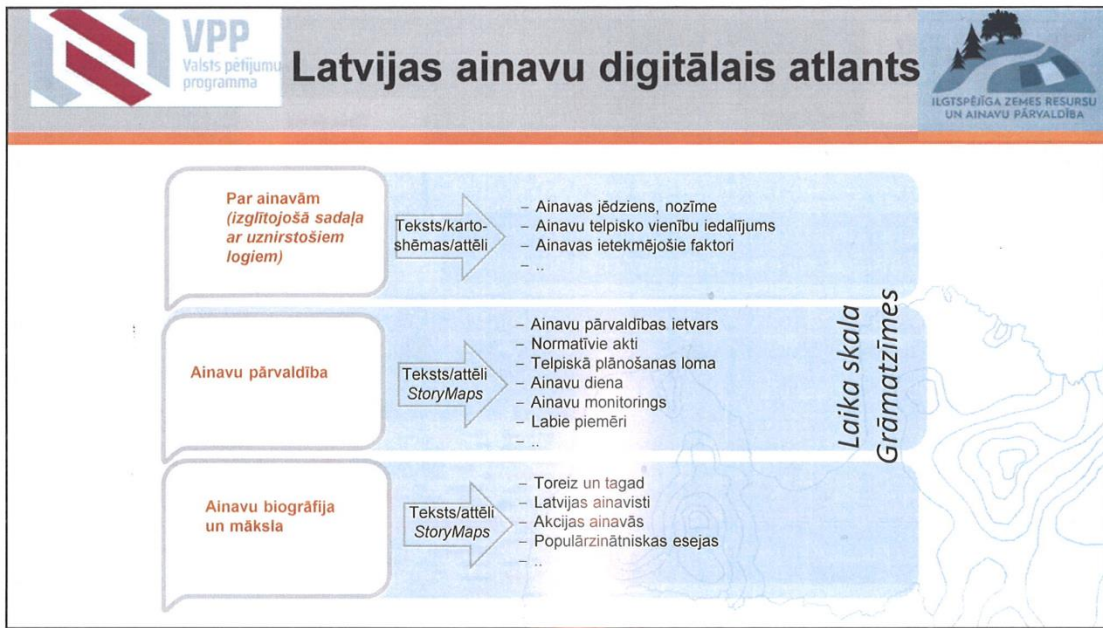 VPP
Valsts pētījumu
programma
Latvijas ainavu digitālais atlants
ILGTSPĒJĪGA ZEMES RESURSU
UN AINAVU PĀRVALDĪBA
Par ainavām
(izglītojošā sadaļa
ar uznirstošiem
logiem)
Teksts/karto-
shēmas/attēli
– Ainavas jēdziens, nozīme
– Ainavu telpisko vienību iedalījums
– Ainavas ietekmējošie faktori
– ..
Ainavu pārvaldība
Teksts/attēli
StoryMaps
– Ainavu pārvaldības ietvars
– Normatīvie akti
– Telpiskā plānošanas loma
– Ainavu diena
– Ainavu monitorings
– Labie piemēri
– ..
Ainavu biogrāfija
un māksla
Teksts/attēli
StoryMaps
– Toreiz un tagad
– Latvijas ainavisti
– Akcijas ainavās
– Populārzinātniskas esejas
– ..
Laika skala
Grāmatzīmes